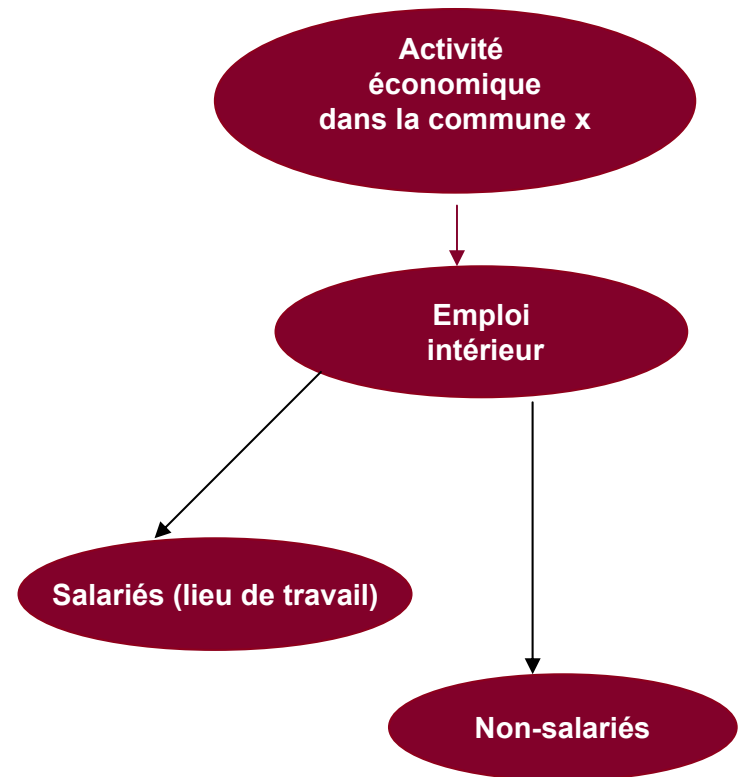 Activité
économique
dans la commune x
Emploi
intérieur
Salariés (lieu de travail)
Non-salariés